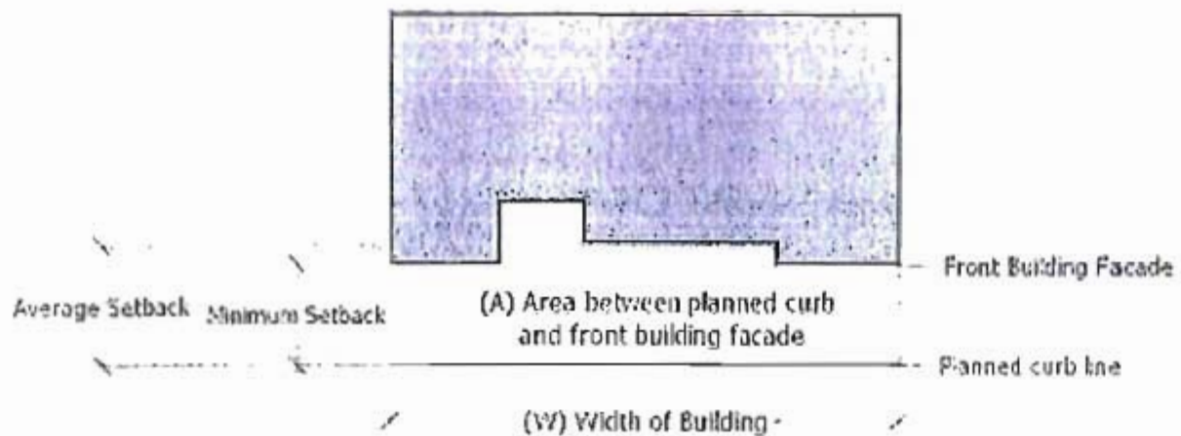 Front Building Facade
Average Setback
Minimum Setback
(A) Area between planned curb
and front building facade
Planned curb line
(W) Width of Building